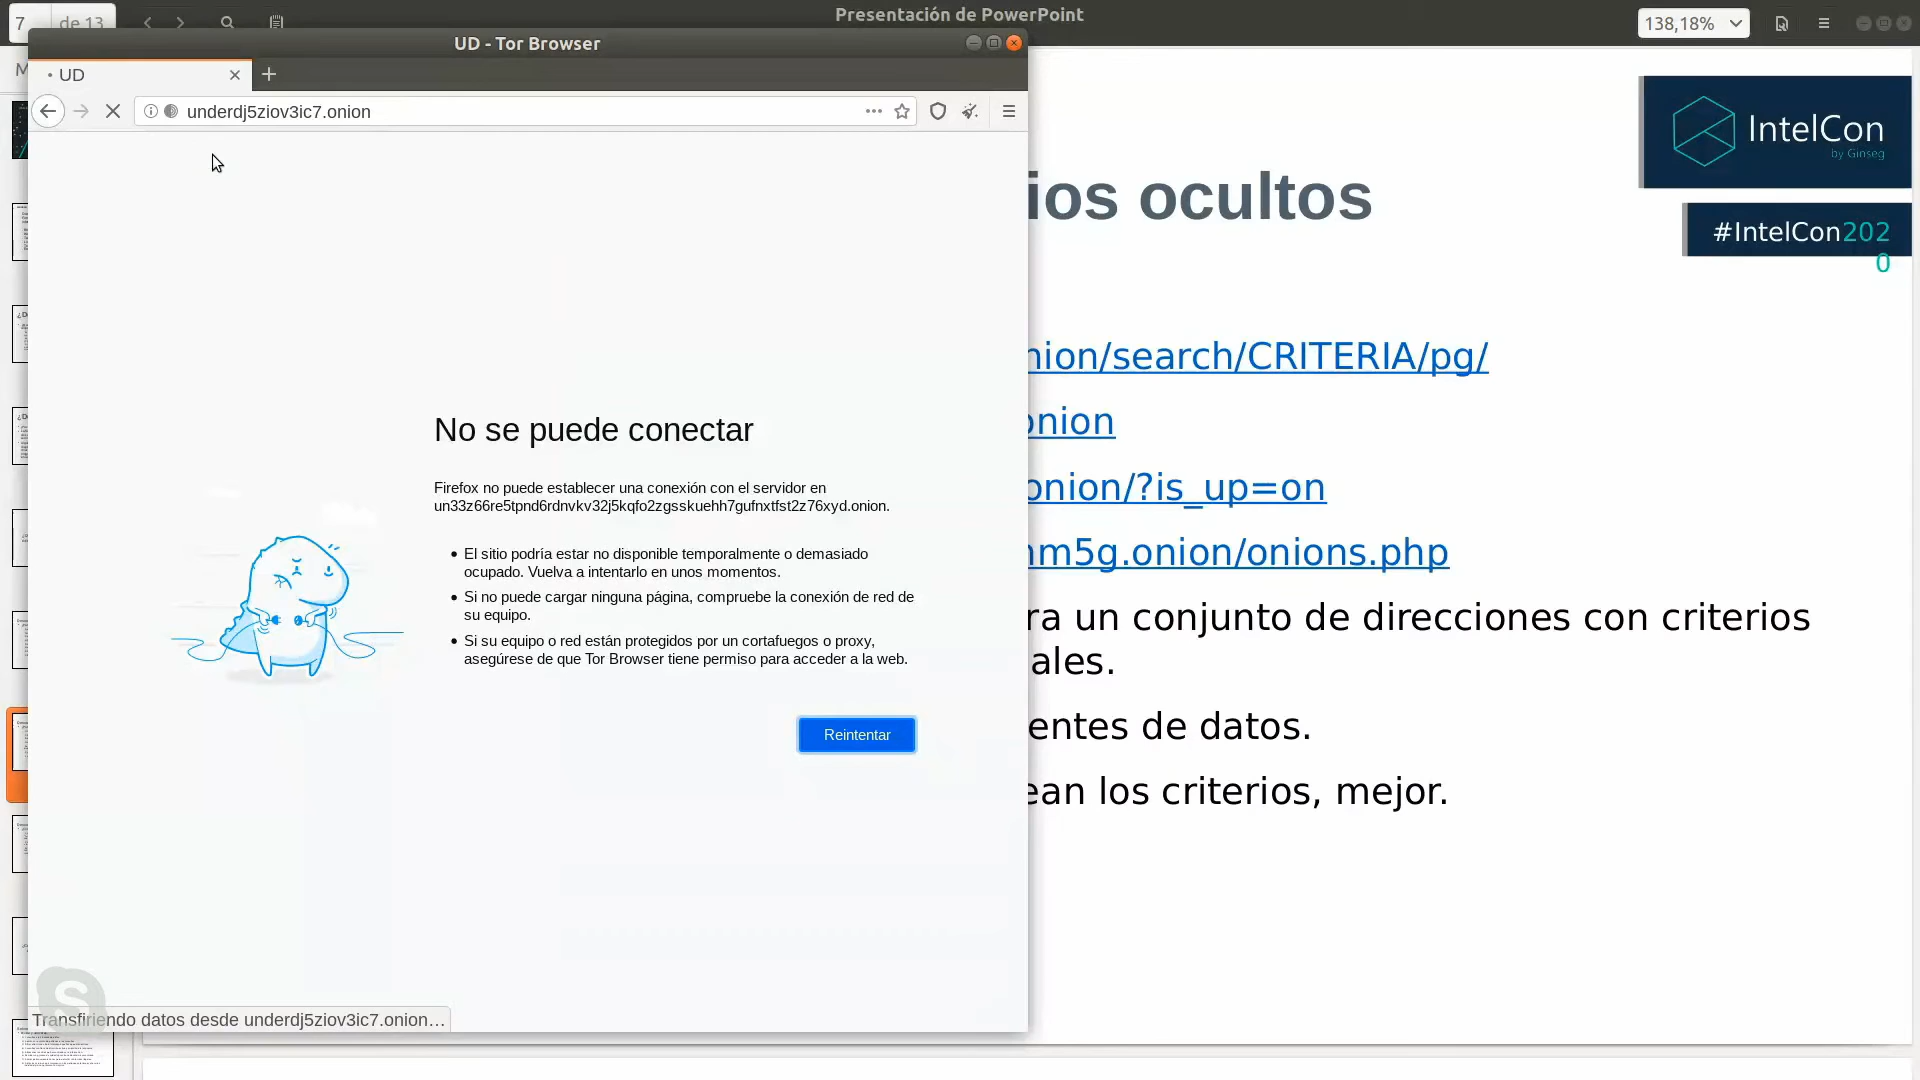 7
de 13
Presentación de PowerPoint
138,18%
UD - Tor Browser
UD
underdj5ziov3ic7.onion
IntelCon
by Ginseg
#IntelCon202
0
ios ocultos
nion/search/CRITERIA/pg/
onion
onion/?is_up=on
nm5g.onion/onions.php
ra un conjunto de direcciones con criterios
ales.
entes de datos.
ean los criterios, mejor.
No se puede conectar
Firefox no puede establecer una conexión con el servidor en
un33z66re5tpnd6rdnvkv32j5kqfo2zgsskuehh7gufnxtfst2z76xyd.onion.
• El sitio podría estar no disponible temporalmente o demasiado
ocupado. Vuelva a intentarlo en unos momentos.
• Si no puede cargar ninguna página, compruebe la conexión de red de
su equipo.
• Si su equipo o red están protegidos por un cortafuegos o proxy,
asegúrese de que Tor Browser tiene permiso para acceder a la web.
Reintentar
Transfiriendo datos desde underdj5ziov3ic7.onion…